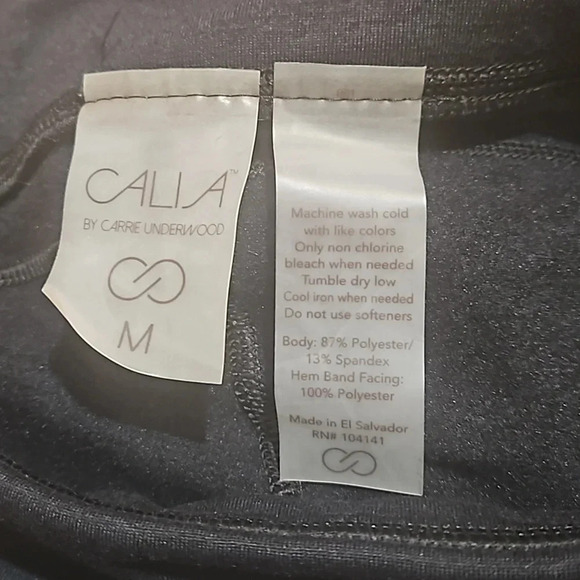 CALIA™
BY CARRIE UNDERWOOD
M
Machine wash cold
with like colors
Only non chlorine
bleach when needed
Tumble dry low
Cool iron when needed
Do not use softeners
Body: 87% Polyester/
13% Spandex
Hem Band Facing:
100% Polyester
Made in El Salvador
RN# 104141